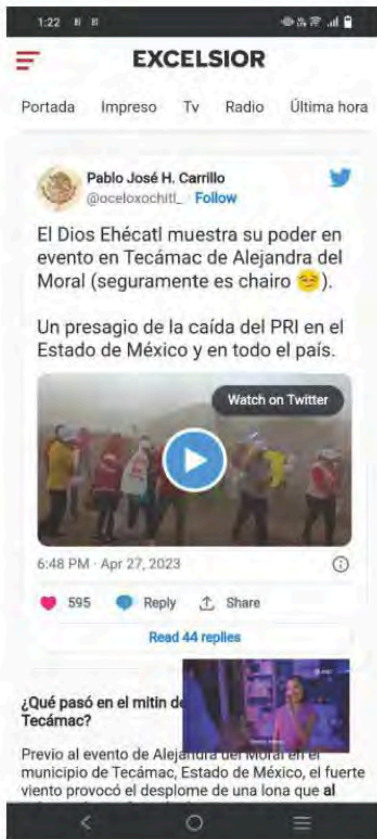 1:22
EXCELSIOR
Portada Impreso Tv Radio Última hora
Pablo José H. Carrillo
@oceloxochitl_ · Follow
El Dios Ehécatl muestra su poder en
evento en Tecámac de Alejandra del
Moral (seguramente es chairo 😏).
Un presagio de la caída del PRI en el
Estado de México y en todo el país.
Watch on Twitter
6:48 PM · Apr 27, 2023
595 Reply Share
Read 44 replies
¿Qué pasó en el mitin de
Tecámac?
Previo al evento de Alejandra del Moral en el
municipio de Tecámac, Estado de México, el fuerte
viento provocó el desplome de una lona que al